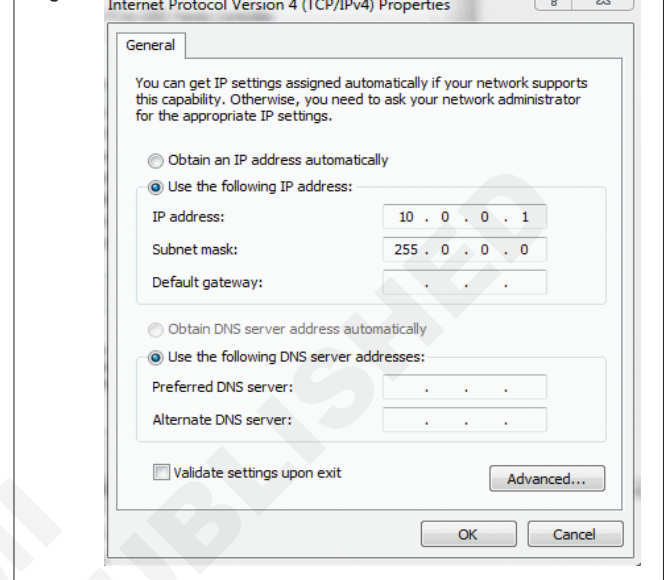 Internet Protocol Version 4 (TCP/IPv4) Properties
General
You can get IP settings assigned automatically if your network supports
this capability. Otherwise, you need to ask your network administrator
for the appropriate IP settings.
Obtain an IP address automatically
Use the following IP address:
IP address: 10 . 0 . 0 . 1
Subnet mask: 255 . 0 . 0 . 0
Default gateway: . . .
Obtain DNS server address automatically
Use the following DNS server addresses:
Preferred DNS server: . . .
Alternate DNS server: . . .
Validate settings upon exit
Advanced...
OK Cancel